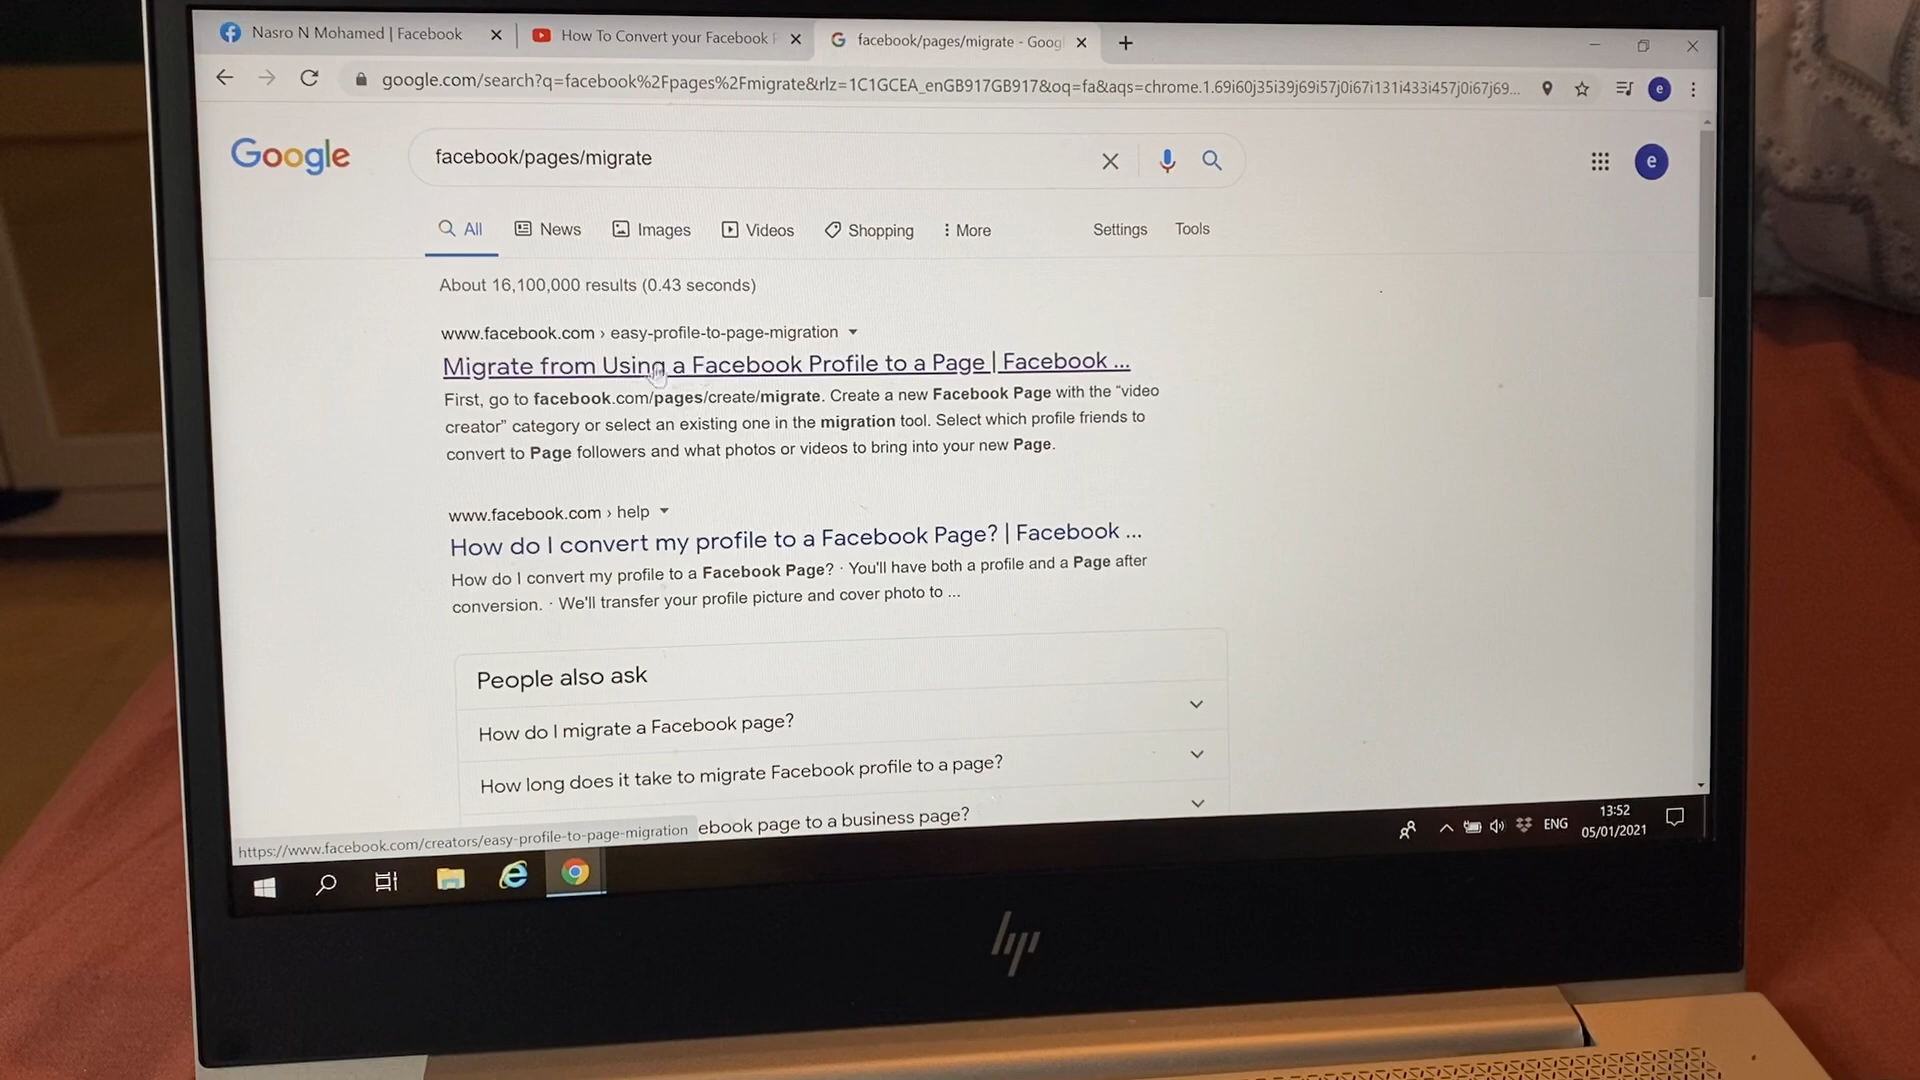 Nasro N Mohamed | Facebook
How To Convert your Facebook P
facebook/pages/migrate - Goog
google.com/search?q=facebook%2Fpages%2Fmigrate&rlz=1C1GCEA_enGB917GB917&oq=fa&aqs=chrome.1.69i60j35i39j69i57j0i67i131i433i457j0i67j69...
e
Google
facebook/pages/migrate
e
All
News
Images
Videos
Shopping
More
Settings
Tools
About 16,100,000 results (0.43 seconds)
www.facebook.com › easy-profile-to-page-migration
Migrate from Using a Facebook Profile to a Page | Facebook ...
First, go to facebook.com/pages/create/migrate. Create a new Facebook Page with the “video
creator” category or select an existing one in the migration tool. Select which profile friends to
convert to Page followers and what photos or videos to bring into your new Page.
www.facebook.com › help
How do I convert my profile to a Facebook Page? | Facebook ...
How do I convert my profile to a Facebook Page? · You'll have both a profile and a Page after
conversion. · We'll transfer your profile picture and cover photo to ...
People also ask
How do I migrate a Facebook page?
How long does it take to migrate Facebook profile to a page?
ebook page to a business page?
https://www.facebook.com/creators/easy-profile-to-page-migration
ENG
13:52
05/01/2021
hp